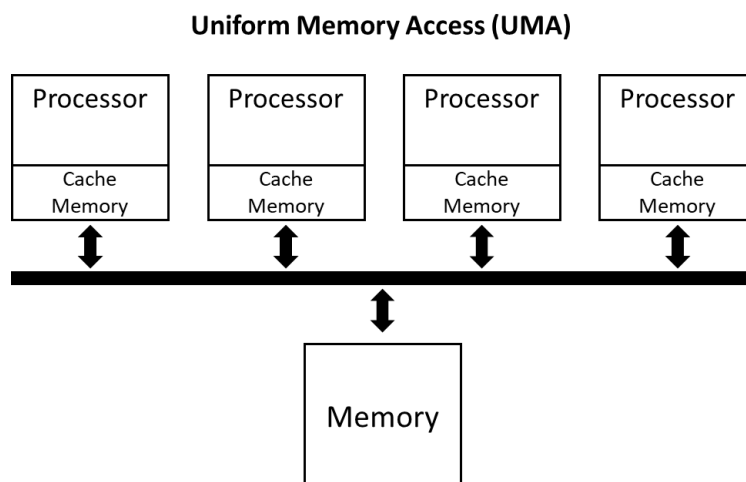 Uniform Memory Access (UMA)
Processor
Cache
Memory
Processor
Cache
Memory
Processor
Cache
Memory
Processor
Cache
Memory
Memory